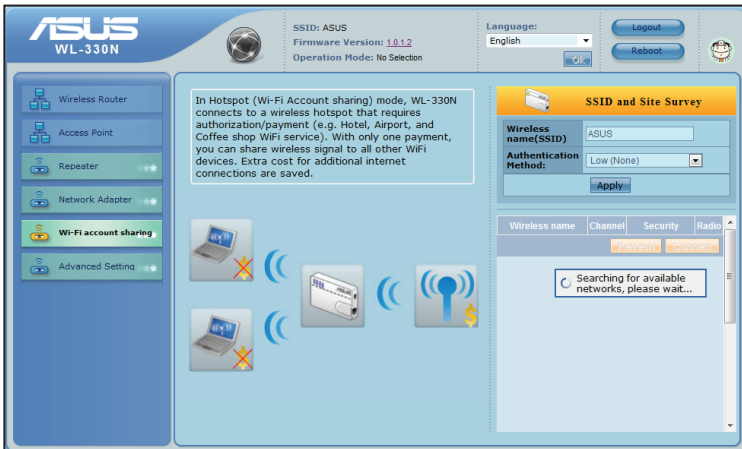 ASUS
WL-330N
SSID: ASUS
Firmware Version: 1.0.1.2
Operation Mode: No Selection
Language:
English
OK
Logout
Reboot
Wireless Router
Access Point
Repeater
Network Adapter
Wi-Fi account sharing
Advanced Setting
In Hotspot (Wi-Fi Account sharing) mode, WL-330N
connects to a wireless hotspot that requires
authorization/payment (e.g. Hotel, Airport, and
Coffee shop WiFi service). With only one payment,
you can share wireless signal to all other WiFi
devices. Extra cost for additional internet
connections are saved.
SSID and Site Survey
Wireless
name(SSID)
ASUS
Authentication
Method:
Low (None)
Apply
Wireless name Channel Security Radio
Refresh Connect
Searching for available
networks, please wait...